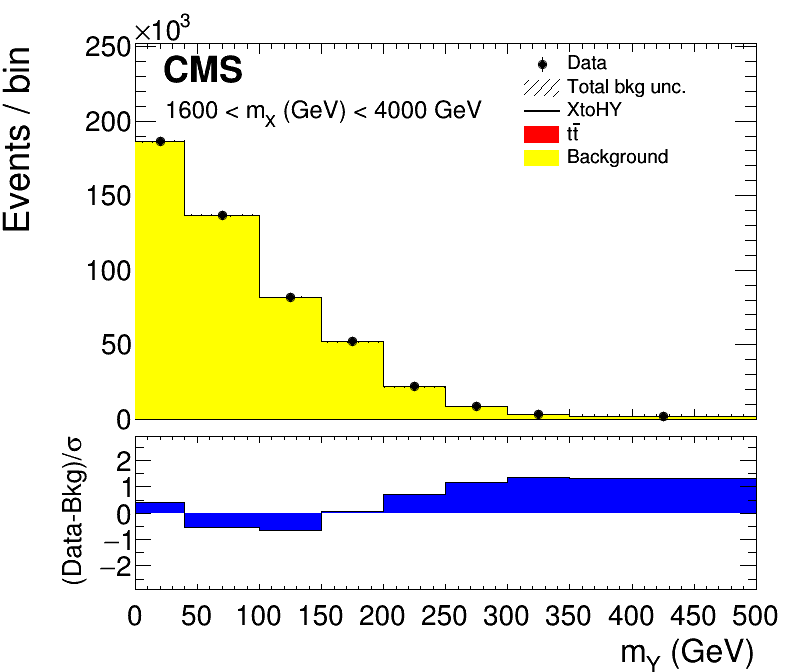 ×10³
250
200
150
100
50
0
Events / bin
CMS
1600 < m_X (GeV) < 4000 GeV
Data
Total bkg unc.
XtoHY
tt̄
Background
(Data-Bkg)/σ
2
1
0
−1
−2
0 50 100 150 200 250 300 350 400 450 500
m_Y (GeV)